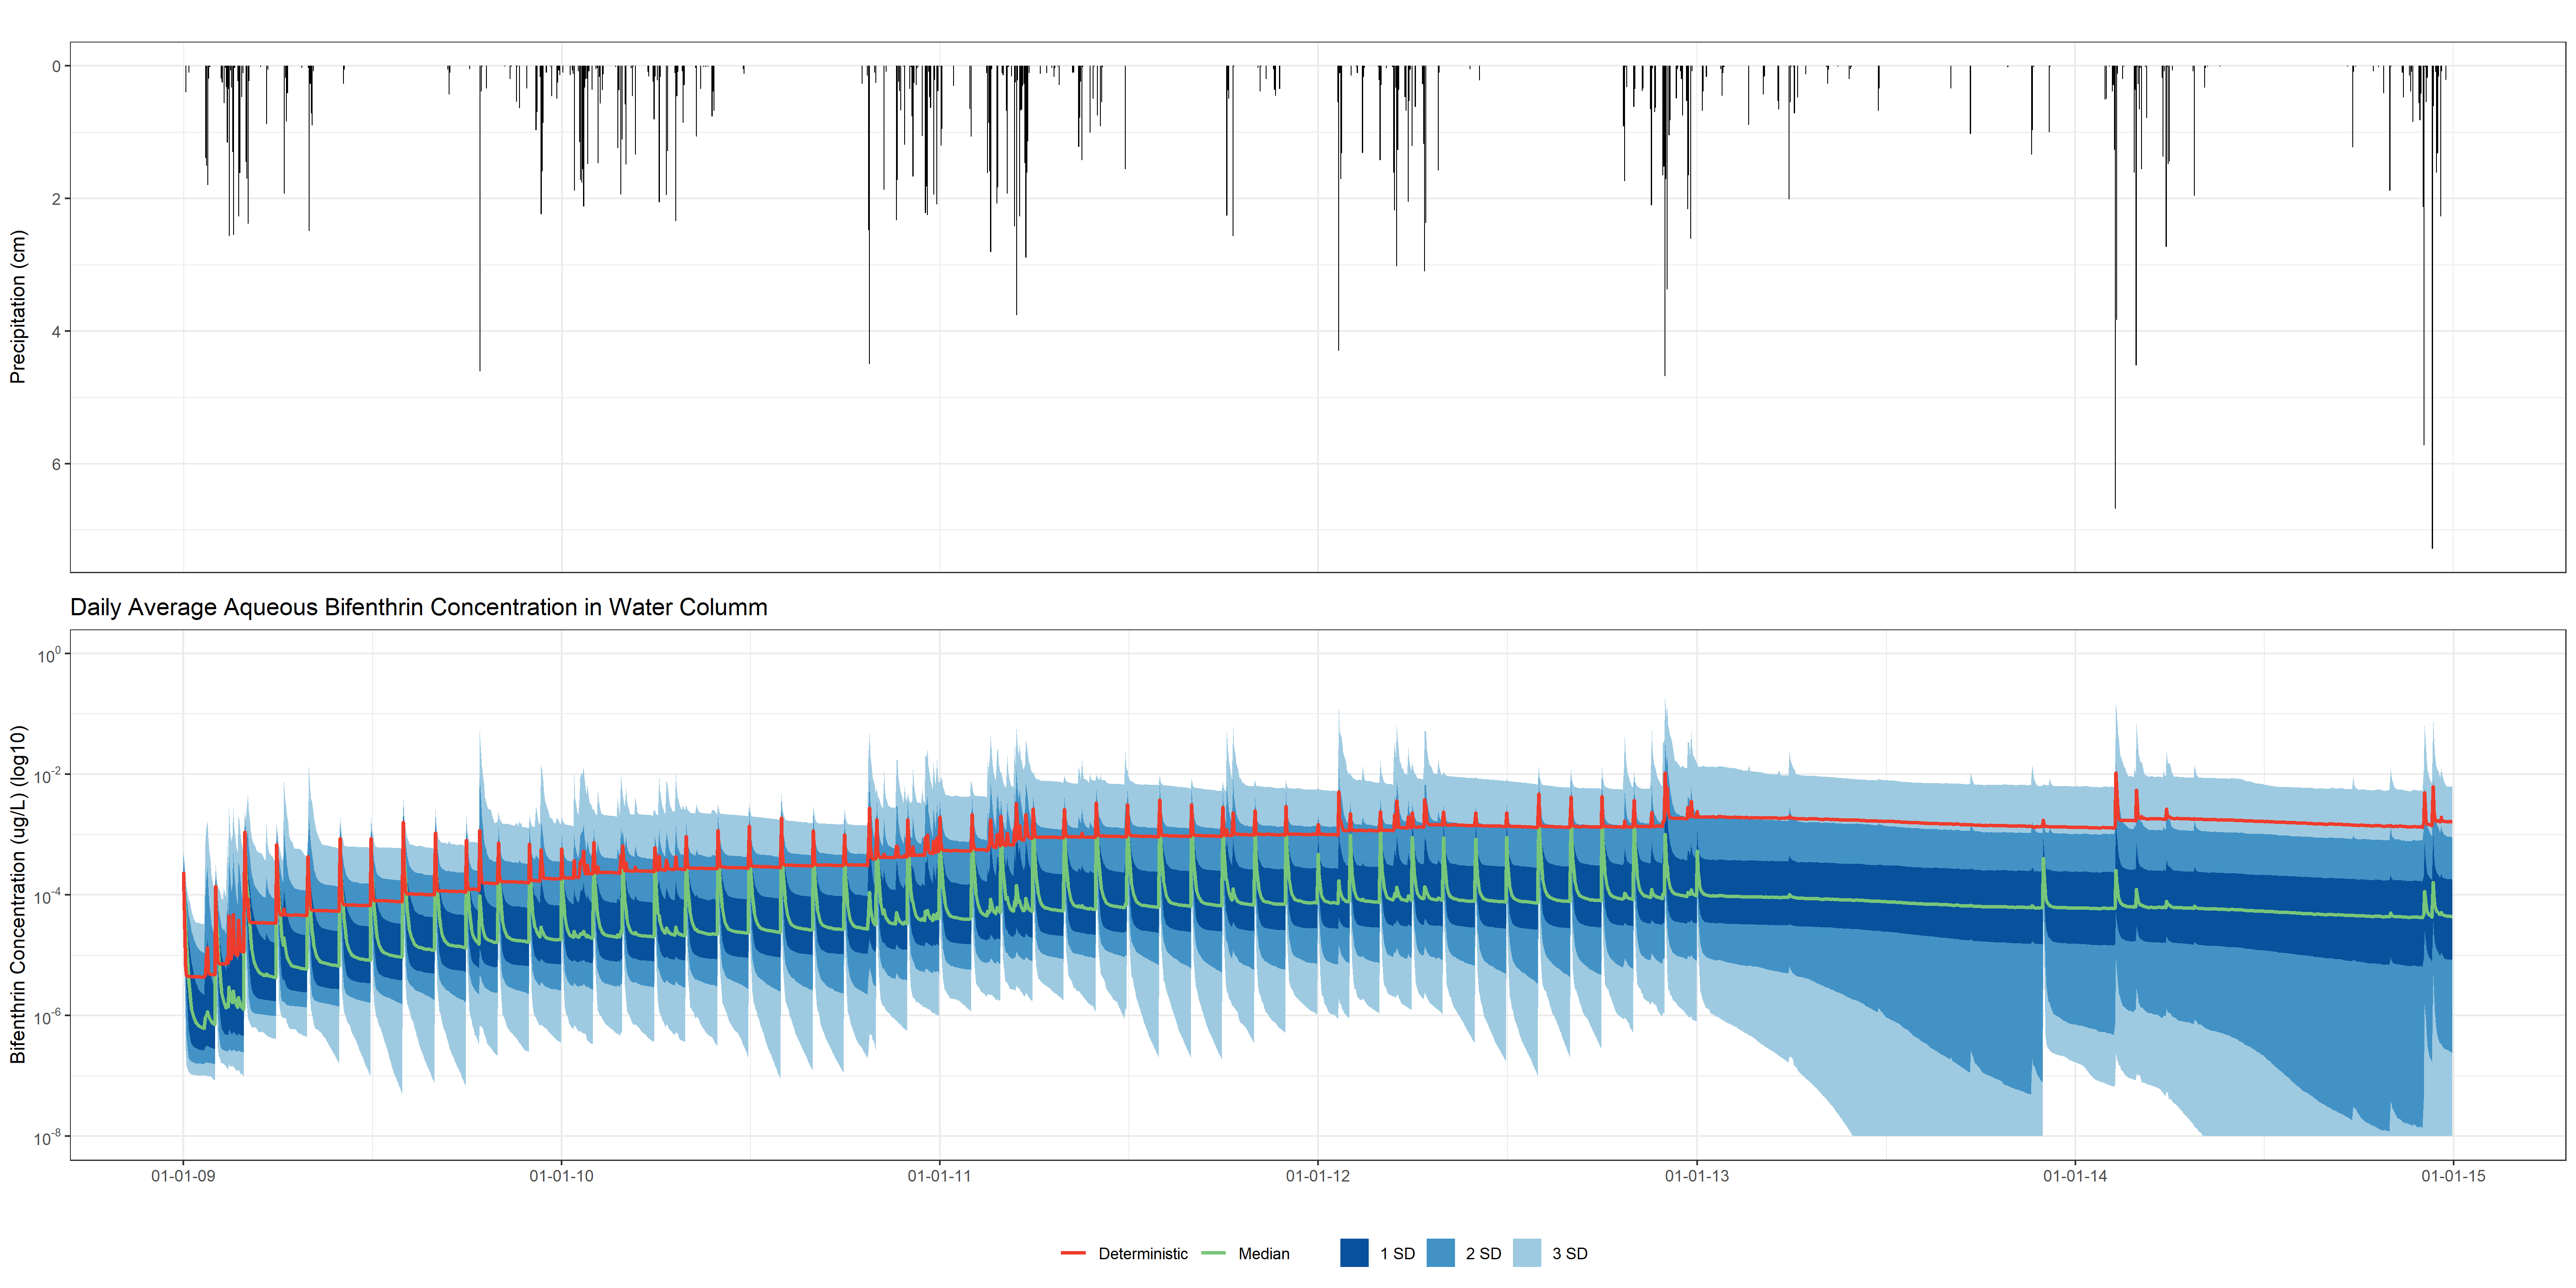 0
2
4
6
Precipitation (cm)
Daily Average Aqueous Bifenthrin Concentration in Water Columm
10^0
10^-2
10^-4
10^-6
10^-8
Bifenthrin Concentration (ug/L) (log10)
01-01-09 01-01-10 01-01-11 01-01-12 01-01-13 01-01-14 01-01-15
Deterministic Median 1 SD 2 SD 3 SD